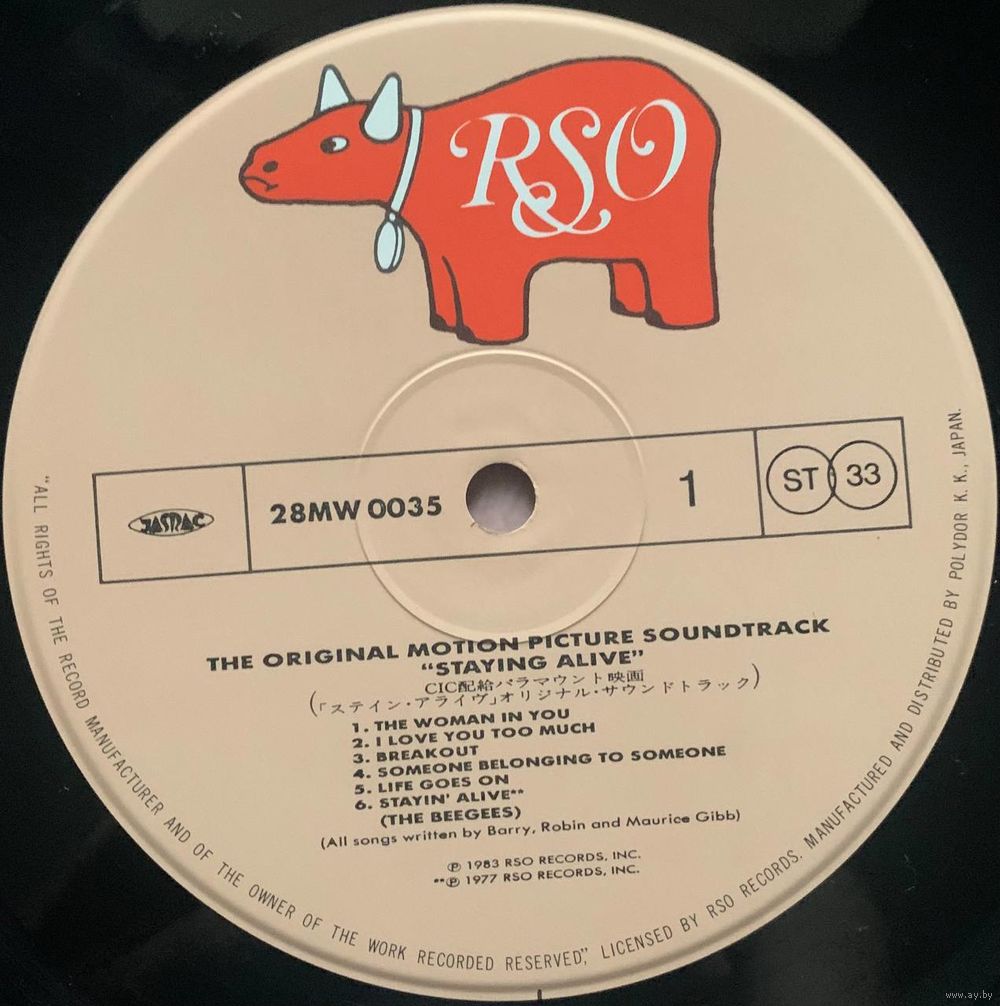 RSO
JASRAC
28MW 0035
1
ST 33
THE ORIGINAL MOTION PICTURE SOUNDTRACK
“STAYING ALIVE”
CIC配給パラマウント映画
(「ステイン・アライヴ」オリジナル・サウンドトラック)
1. THE WOMAN IN YOU
2. I LOVE YOU TOO MUCH
3. BREAKOUT
4. SOMEONE BELONGING TO SOMEONE
5. LIFE GOES ON
6. STAYIN’ ALIVE**
(THE BEEGEES)
(All songs written by Barry, Robin and Maurice Gibb)
℗ 1983 RSO RECORDS, INC.
**℗ 1977 RSO RECORDS, INC.
“ALL RIGHTS OF THE RECORD MANUFACTURER AND OF THE OWNER OF THE WORK RECORDED RESERVED”, LICENSED BY RSO RECORDS. MANUFACTURED AND DISTRIBUTED BY POLYDOR K. K., JAPAN.
www.ay.by